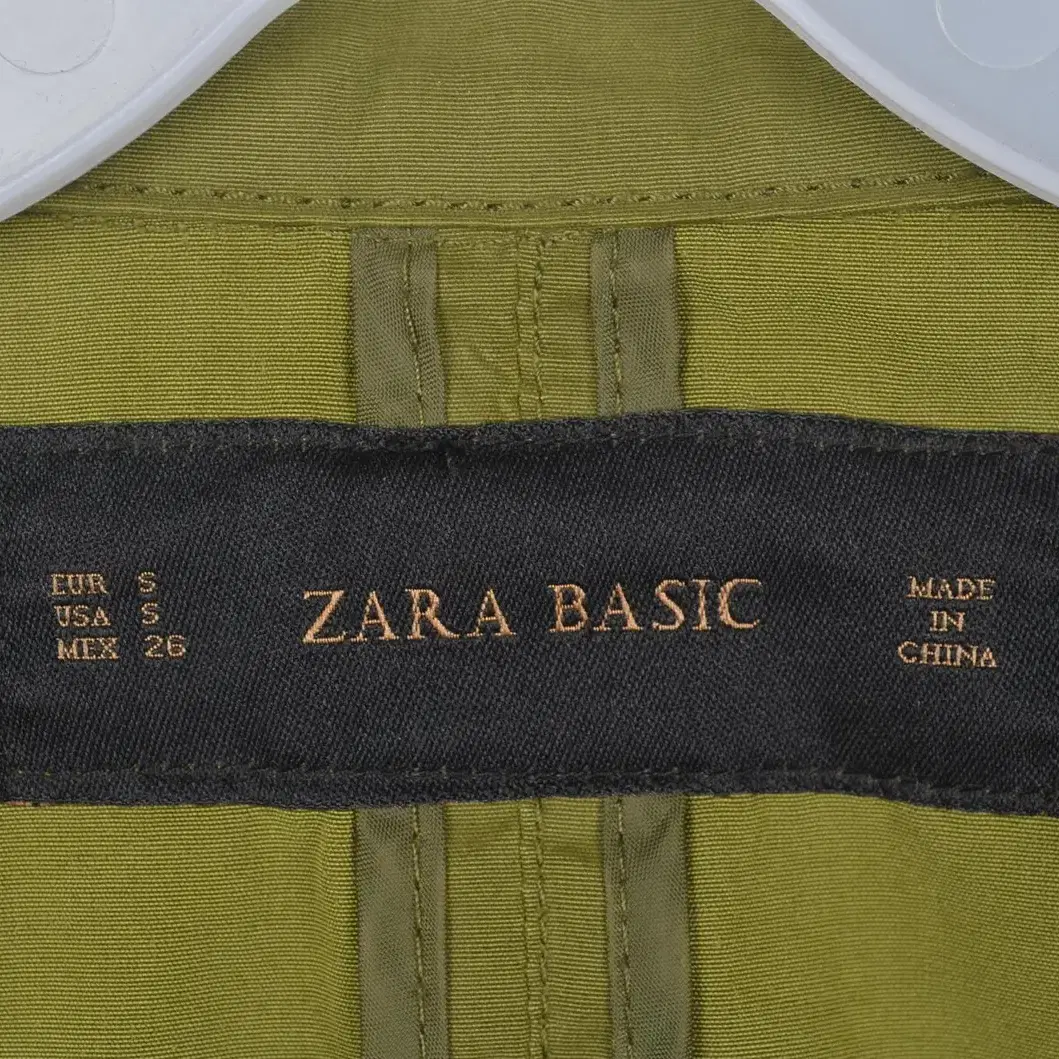 EUR S
USA S
MEX 26
ZARA BASIC
MADE
IN
CHINA